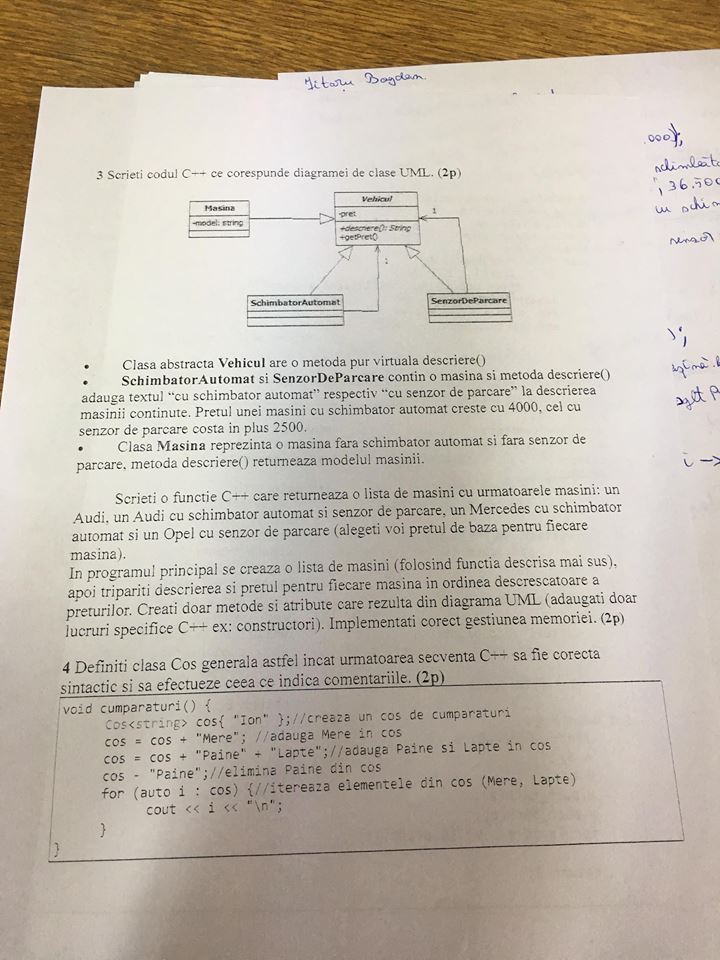 Jitaru Bogdan.
3 Scrieti codul C++ ce corespunde diagramei de clase UML. (2p)
Masina
-model: string
Vehicul
-pret
+descriere(): String
+getPret()
1
1
SchimbatorAutomat
SenzorDeParcare
• Clasa abstracta Vehicul are o metoda pur virtuala descriere()
• SchimbatorAutomat si SenzorDeParcare contin o masina si metoda descriere()
adauga textul “cu schimbator automat” respectiv “cu senzor de parcare” la descrierea
masinii continute. Pretul unei masini cu schimbator automat creste cu 4000, cel cu
senzor de parcare costa in plus 2500.
• Clasa Masina reprezinta o masina fara schimbator automat si fara senzor de
parcare, metoda descriere() returneaza modelul masinii.
Scrieti o functie C++ care returneaza o lista de masini cu urmatoarele masini: un
Audi, un Audi cu schimbator automat si senzor de parcare, un Mercedes cu schimbator
automat si un Opel cu senzor de parcare (alegeti voi pretul de baza pentru fiecare
masina).
In programul principal se creaza o lista de masini (folosind functia descrisa mai sus),
apoi tripariti descrierea si pretul pentru fiecare masina in ordinea descrescatoare a
preturilor. Creati doar metode si atribute care rezulta din diagrama UML (adaugati doar
lucruri specifice C++ ex: constructori). Implementati corect gestiunea memoriei. (2p)
4 Definiti clasa Cos generala astfel incat urmatoarea secventa C++ sa fie corecta
sintactic si sa efectueze ceea ce indica comentariile. (2p)
void cumparaturi() {
Cos<string> cos{ "Ion" };//creaza un cos de cumparaturi
cos = cos + "Mere"; //adauga Mere in cos
cos = cos + "Paine" + "Lapte";//adauga Paine si Lapte in cos
cos - "Paine";//elimina Paine din cos
for (auto i : cos) {//itereaza elementele din cos (Mere, Lapte)
cout << i << "\n";
}
}
.000);
", 36.500
cu schim
senzor
);